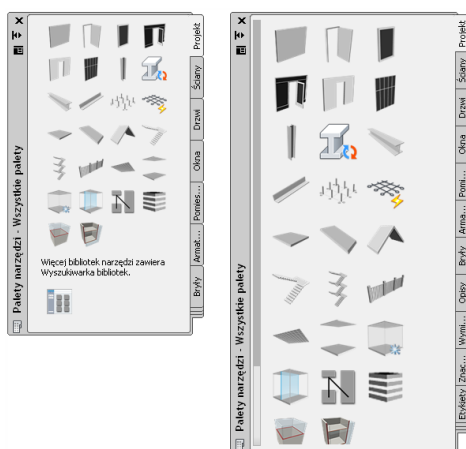 Palety narzędzi - Wszystkie palety
Projekt
Ściany
Drzwi
Okna
Pomies...
Armat...
Bryły
Więcej bibliotek narzędzi zawiera
Wyszukiwarka bibliotek.
Palety narzędzi - Wszystkie palety
Projekt
Ściany
Drzwi
Okna
Pomi...
Arma...
Bryły
Opisy
Wymi...
Znac...
Etykiety